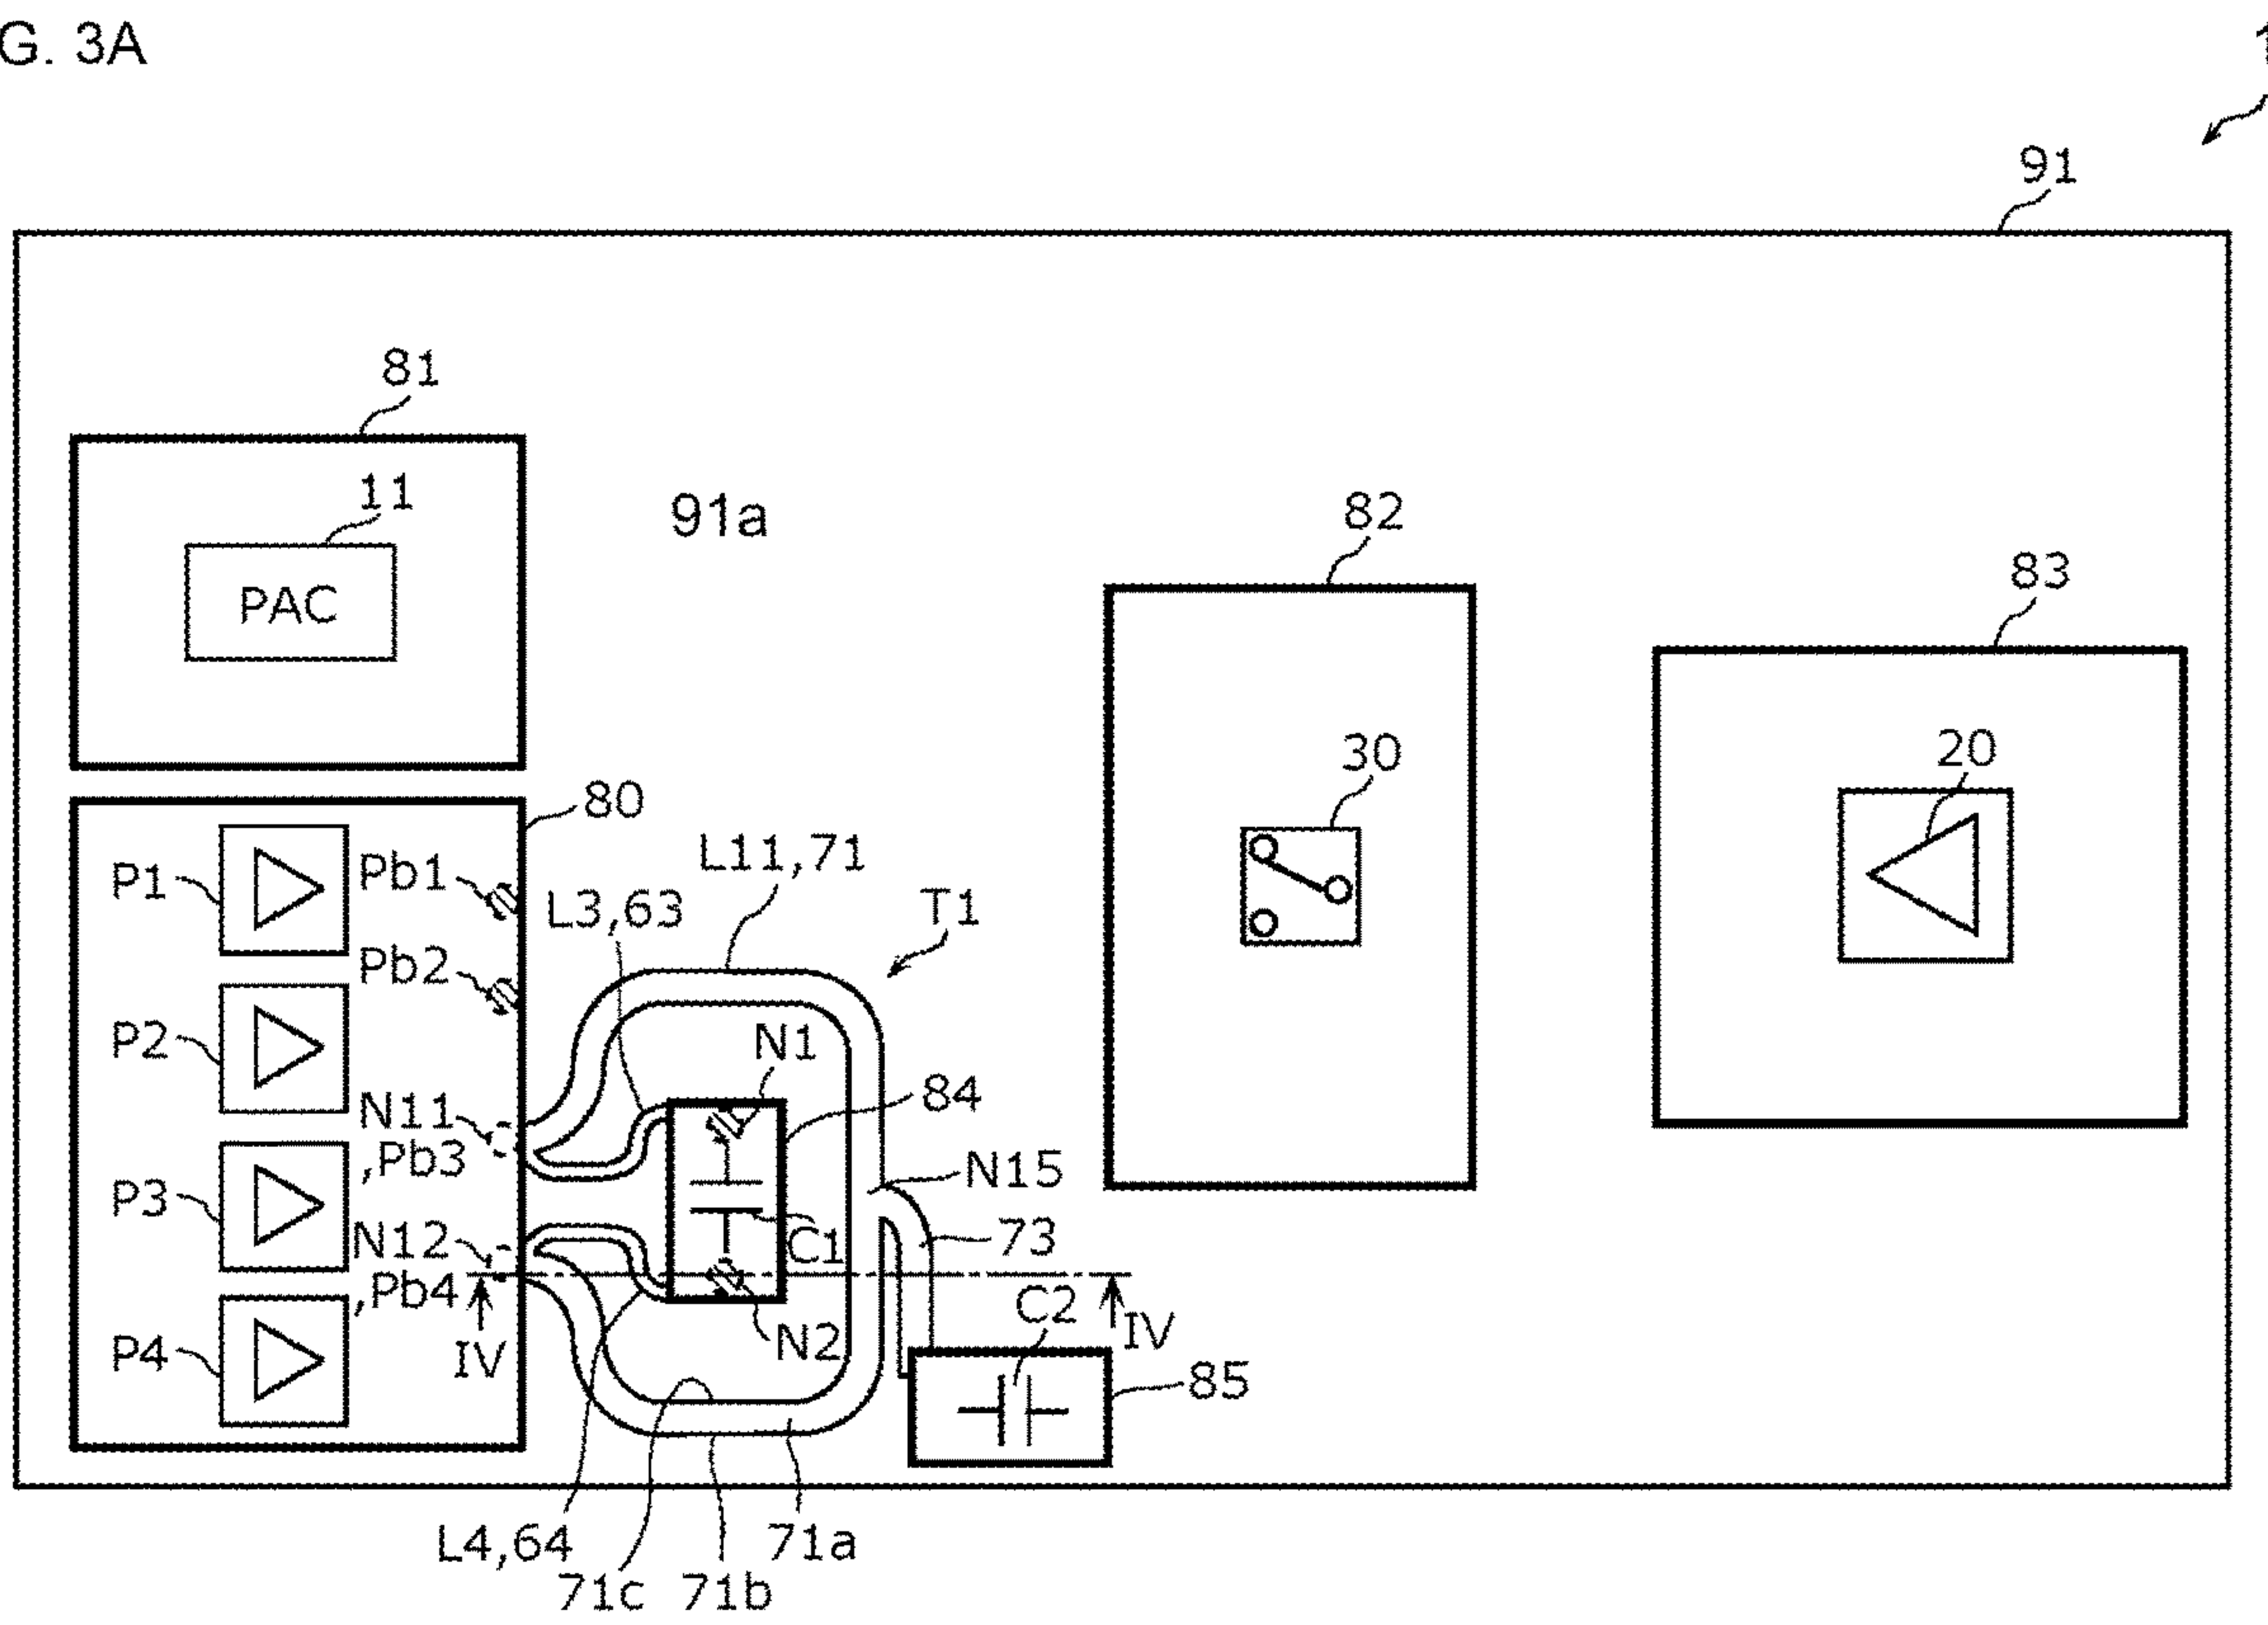 G. 3A
1
91
81
11
PAC
91a
82
83
30
20
80
P1
Pb1
L11,71
L3,63
T1
Pb2
P2
N1
84
N11
,Pb3
N15
P3
C1
73
N12
,Pb4
C2
IV
IV
P4
N2
85
L4,64
71a
71c
71b